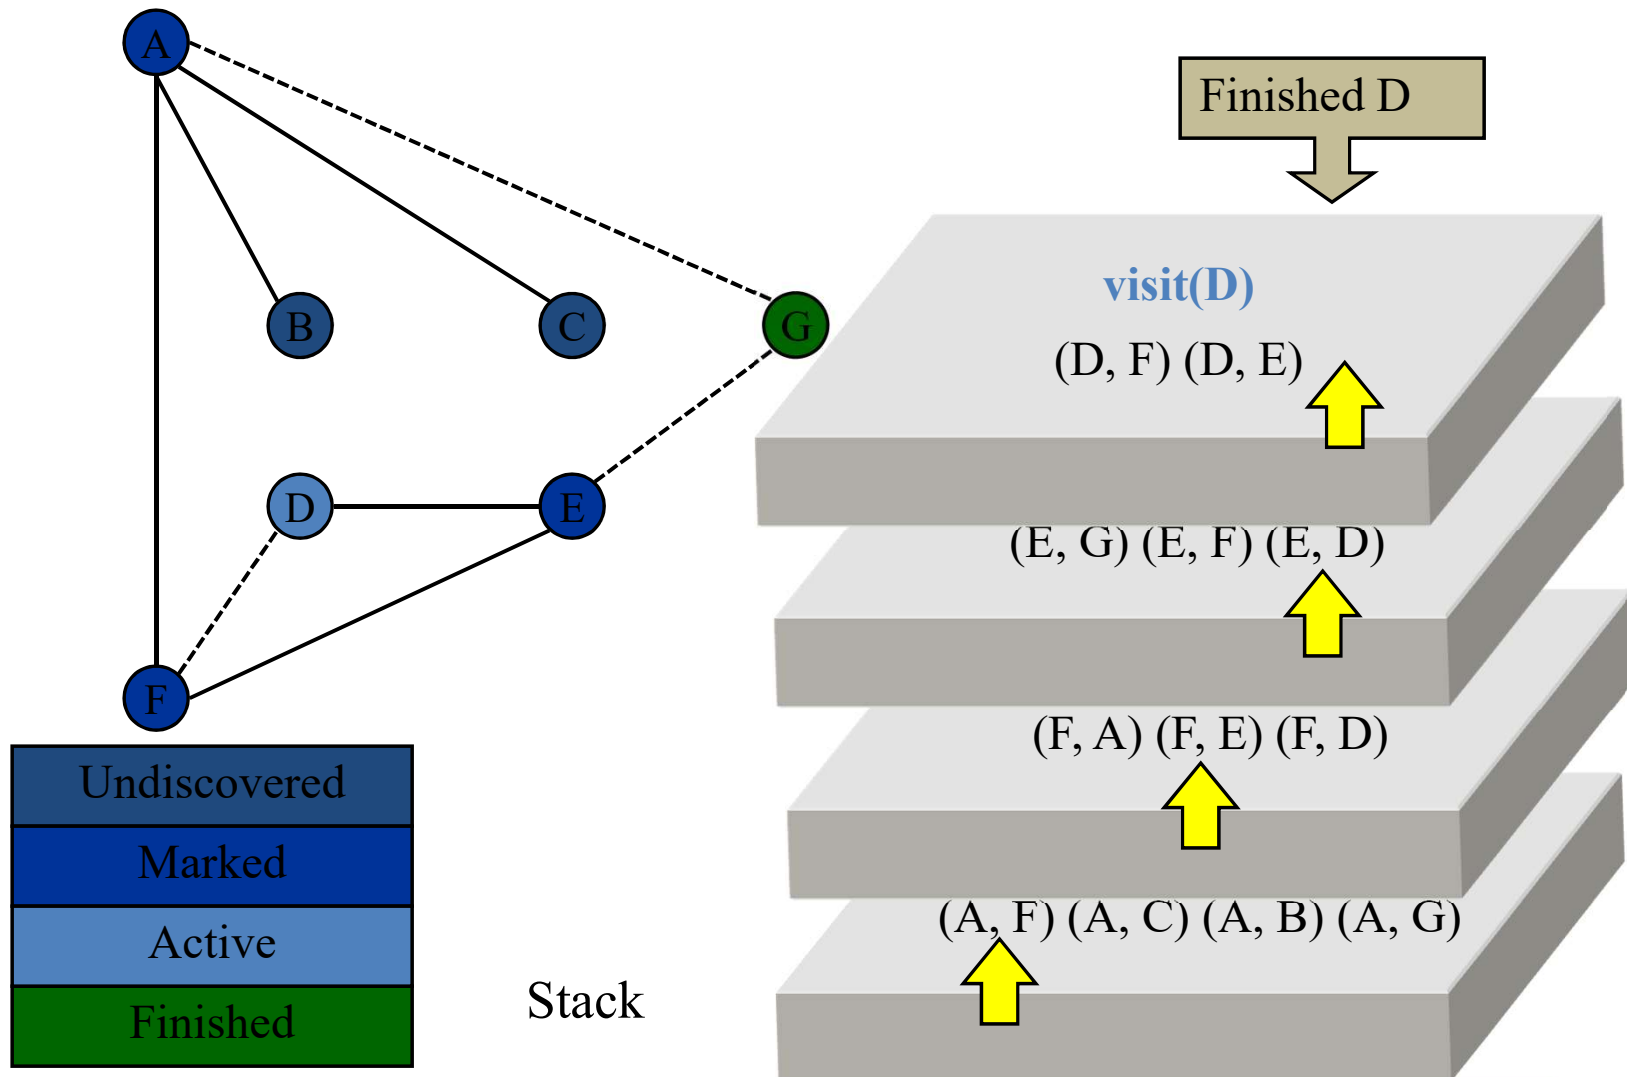 A
Finished D
visit(D)
B
C
G
(D, F) (D, E)
D
E
(E, G) (E, F) (E, D)
F
(F, A) (F, E) (F, D)
Undiscovered
Marked
(A, F) (A, C) (A, B) (A, G)
Active
Stack
Finished